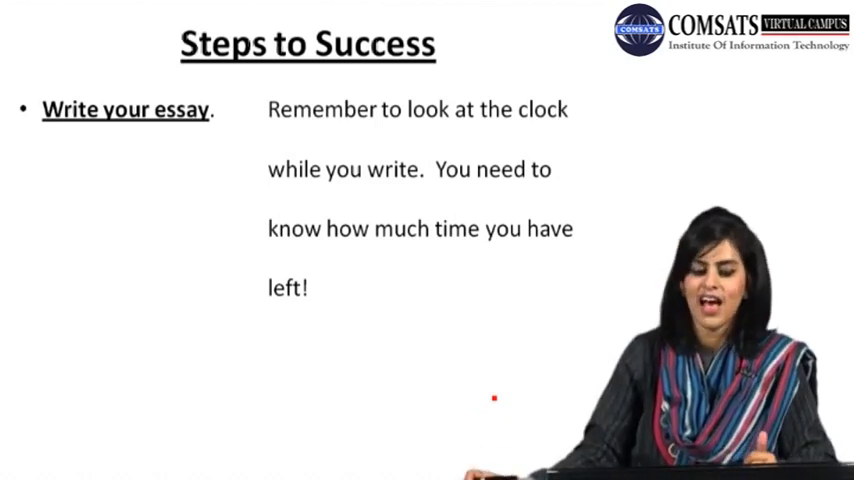 Steps to Success
COMSATS
COMSATS VIRTUAL CAMPUS
Institute Of Information Technology
• Write your essay. Remember to look at the clock
while you write. You need to
know how much time you have
left!